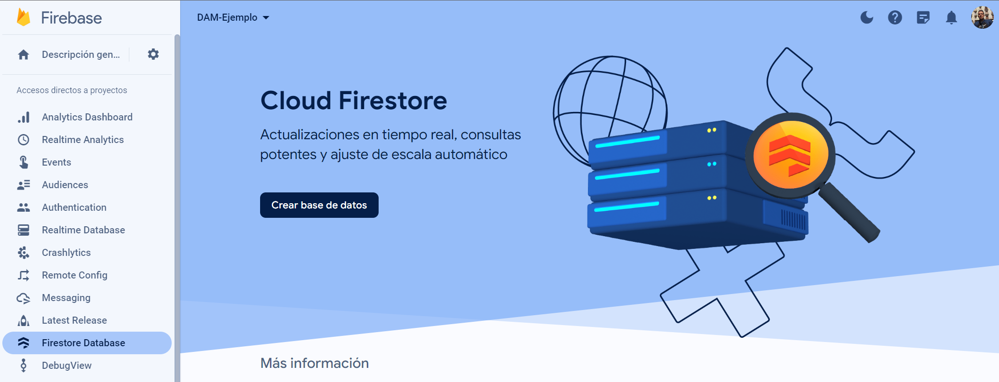 Firebase
Descripción gen...
Accesos directos a proyectos
Analytics Dashboard
Realtime Analytics
Events
Audiences
Authentication
Realtime Database
Crashlytics
Remote Config
Messaging
Latest Release
Firestore Database
DebugView
DAM-Ejemplo
Cloud Firestore
Actualizaciones en tiempo real, consultas
potentes y ajuste de escala automático
Crear base de datos
Más información